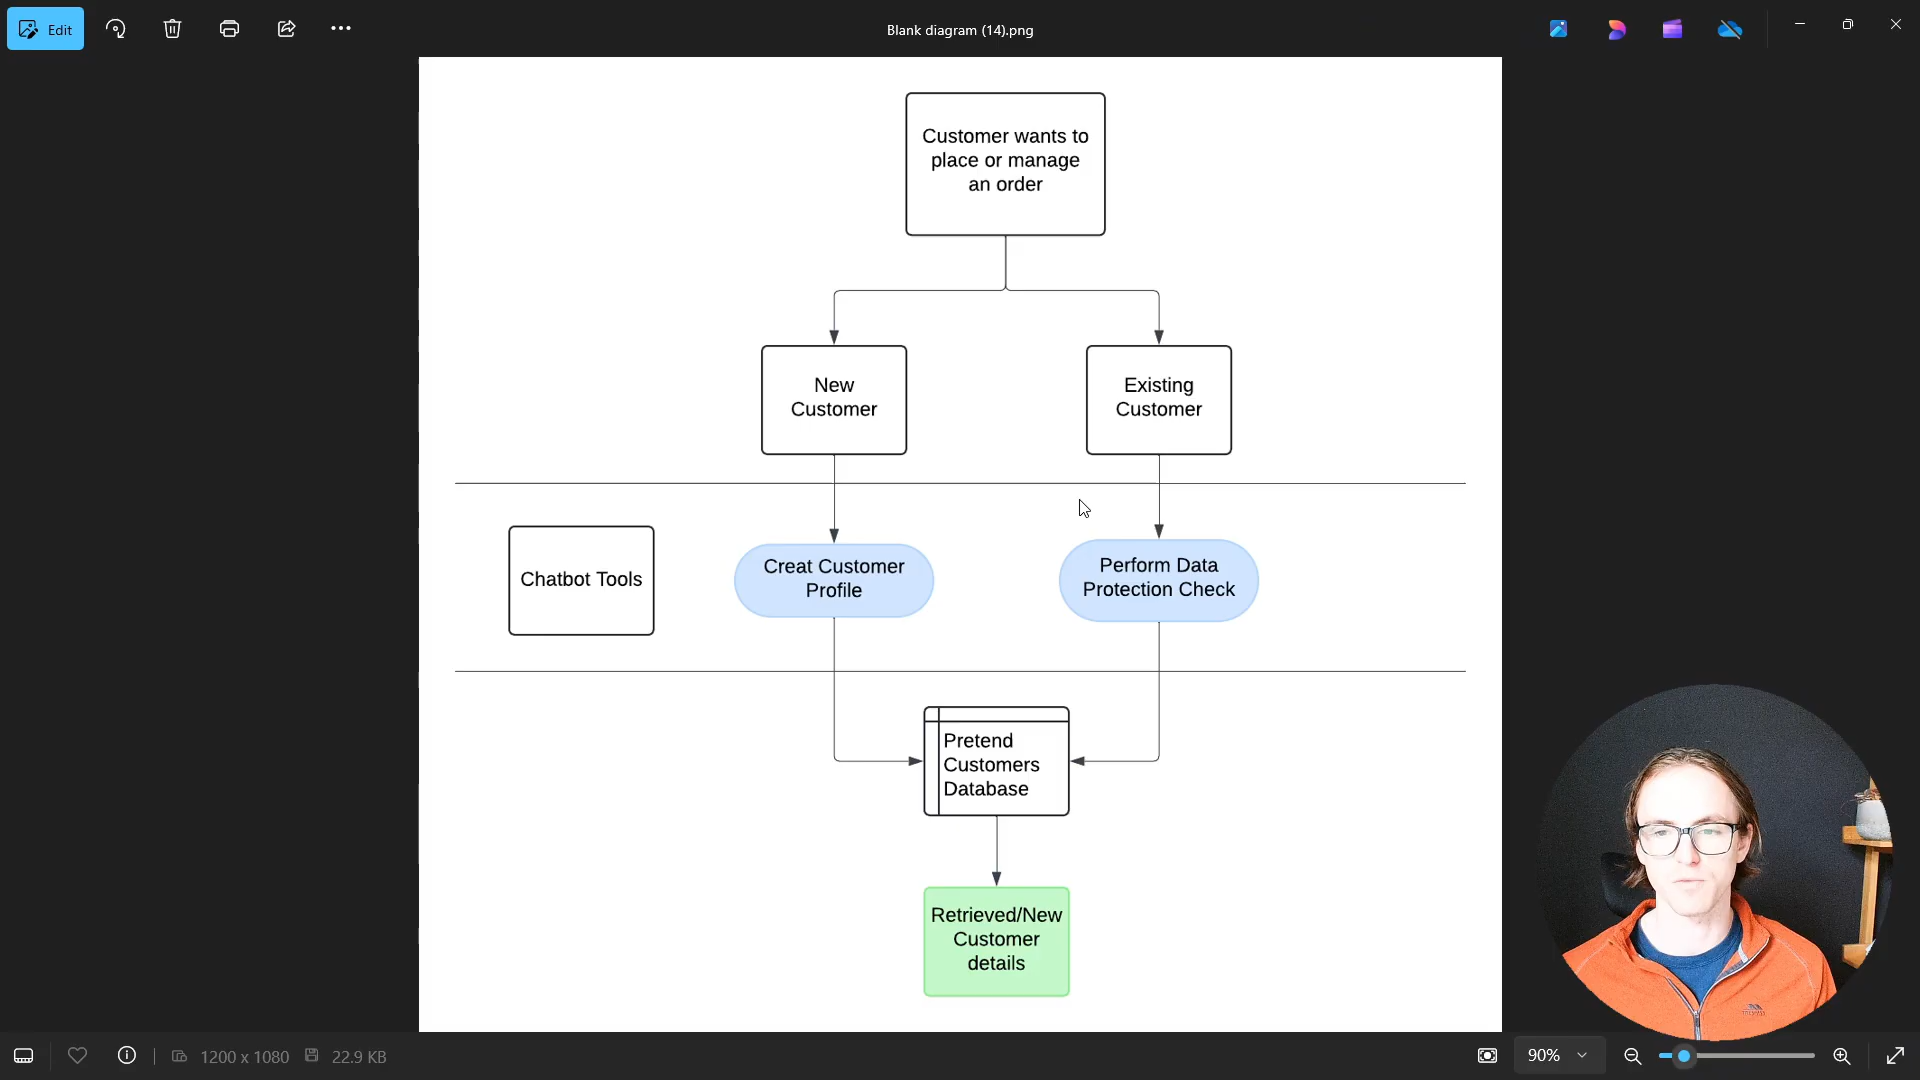 Edit
Blank diagram (14).png
Customer wants to
place or manage
an order
New
Customer
Existing
Customer
Chatbot Tools
Creat Customer
Profile
Perform Data
Protection Check
Pretend
Customers
Database
Retrieved/New
Customer
details
1200 x 1080
22.9 KB
90%